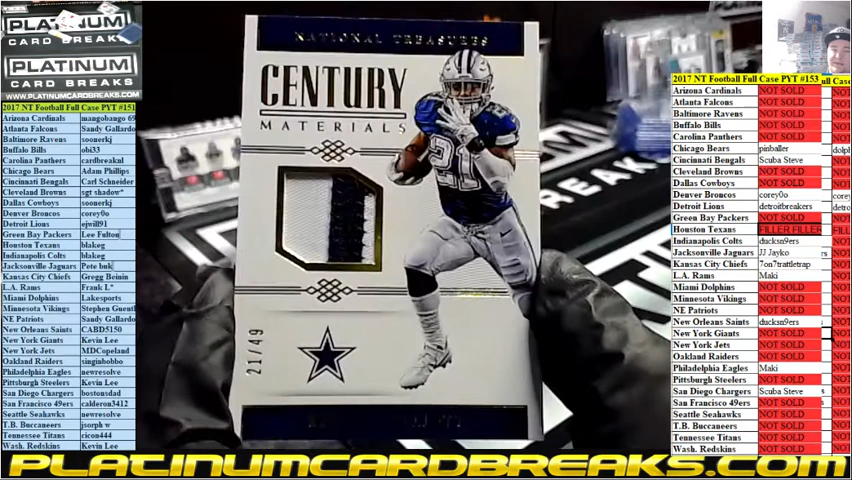 PLATINUM
CARD BREAKS
PLATINUM
CARD BREAKS
WWW.PLATINUMCARDBREAKS.COM
2017 NT Football Full Case PYT #151
Arizona Cardinals mangobango 69
Atlanta Falcons Sandy Gallardo
Baltimore Ravens soonerkj
Buffalo Bills obi33
Carolina Panthers cardbreakal
Chicago Bears Adam Phillips
Cincinnati Bengals Carl Schneider
Cleveland Browns sgt shadow*
Dallas Cowboys soonerkj
Denver Broncos corey0o
Detroit Lions ejwill91
Green Bay Packers Lee Fulton
Houston Texans blakeg
Indianapolis Colts blakeg
Jacksonville Jaguars Pete buk
Kansas City Chiefs Gregg Beinin
L.A. Rams Frank L*
Miami Dolphins Lakesports
Minnesota Vikings Stephen Guent
NE Patriots Sandy Gallardo
New Orleans Saints CABD5150
New York Giants Kevin Lee
New York Jets MDCopeland
Oakland Raiders singinbobbo
Philadelphia Eagles newresolve
Pittsburgh Steelers Kevin Lee
San Diego Chargers bostonsdad
San Francisco 49ers calderon3412
Seattle Seahawks newresolve
T.B. Buccaneers jsorph w
Tennessee Titans ricon444
Wash. Redskins Kevin Lee
NATIONAL TREASURES
CENTURY
MATERIALS
21
21/49
2017 NT Football Full Case PYT #153
Arizona Cardinals NOT SOLD
Atlanta Falcons NOT SOLD
Baltimore Ravens NOT SOLD
Buffalo Bills NOT SOLD
Carolina Panthers NOT SOLD
Chicago Bears pinballer
Cincinnati Bengals Scuba Steve
Cleveland Browns NOT SOLD
Dallas Cowboys NOT SOLD
Denver Broncos corey0o
Detroit Lions detroitbreakers
Green Bay Packers NOT SOLD
Houston Texans FILLER FILLER
Indianapolis Colts ducksn9ers
Jacksonville Jaguars JJ Jayko
Kansas City Chiefs 7on7trattletrap
L.A. Rams Maki
Miami Dolphins NOT SOLD
Minnesota Vikings NOT SOLD
NE Patriots NOT SOLD
New Orleans Saints ducksn9ers
New York Giants NOT SOLD
New York Jets NOT SOLD
Oakland Raiders NOT SOLD
Philadelphia Eagles Maki
Pittsburgh Steelers NOT SOLD
San Diego Chargers Scuba Steve
San Francisco 49ers NOT SOLD
Seattle Seahawks NOT SOLD
T.B. Buccaneers NOT SOLD
Tennessee Titans NOT SOLD
Wash. Redskins NOT SOLD
PLATINUMCARDBREAKS.COM